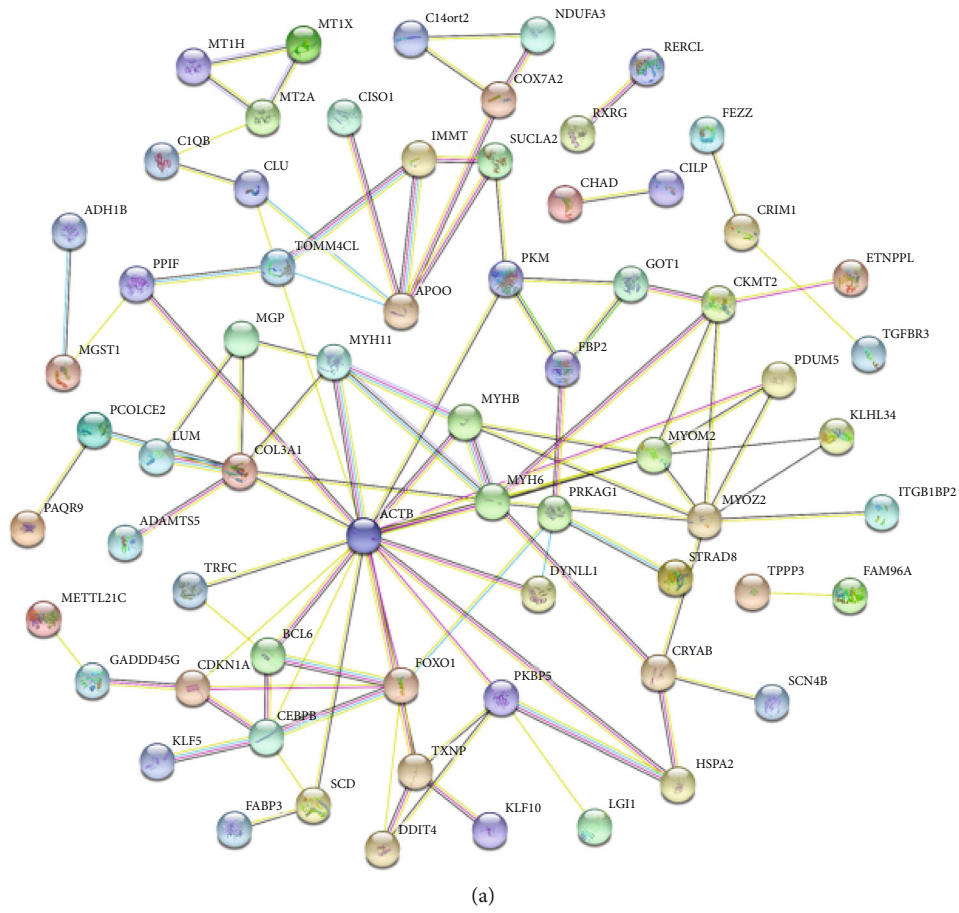 C14ort2
NDUFA3
MT1X
MT1H
RERCL
COX7A2
MT2A
CISO1
RXRG
FEZZ
IMMT
SUCLA2
C1QB
CLU
CHAD
CILP
CRIM1
ADH1B
TOMM4CL
PPIF
PKM
GOT1
ETNPPL
CKMT2
APOO
MGP
MYH11
TGFBR3
MGST1
FBP2
PDUM5
MYHB
PCOLCE2
KLHL34
LUM
COL3A1
MYOM2
MYH6
PRKAG1
MYOZ2
ITGB1BP2
PAQR9
ADAMTS5
ACTB
STRAD8
TRFC
DYNLL1
TPPP3
FAM96A
METTL21C
BCL6
GADDD45G
CDKN1A
FOXO1
PKBP5
CRYAB
SCN4B
CEBPB
KLF5
TXNP
HSPA2
SCD
FABP3
KLF10
LGI1
DDIT4
(a)